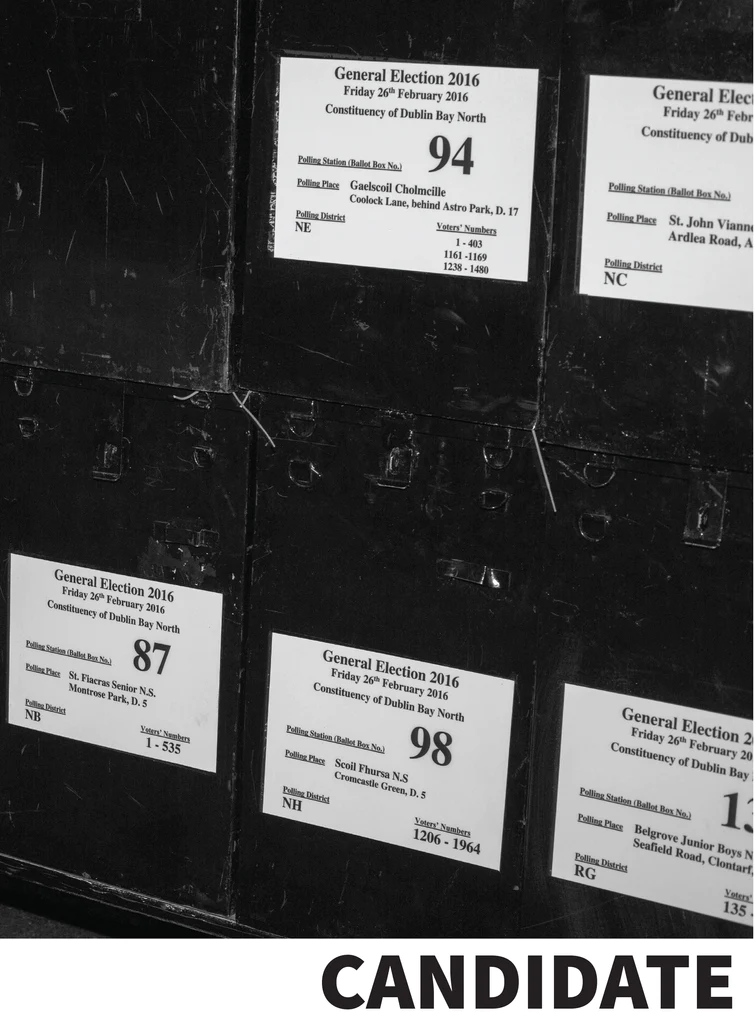 General Election 2016
Friday 26th February 2016
Constituency of Dublin Bay North
Polling Station (Ballot Box No.) 94
Polling Place Gaelscoil Cholmcille
Coolock Lane, behind Astro Park, D. 17
Polling District Voters' Numbers
NE
1 - 403
1161 -1169
1238 - 1480
General Elec
Friday 26th Febr
Constituency of Dub
Polling Station (Ballot Box No.)
Polling Place St. John Vianne
Ardlea Road, A
Polling District
NC
General Election 2016
Friday 26th February 2016
Constituency of Dublin Bay North
Polling Station (Ballot Box No.) 87
Polling Place St. Fiacras Senior N.S.
Montrose Park, D. 5
Polling District Voters' Numbers
NB 1 - 535
General Election 2016
Friday 26th February 2016
Constituency of Dublin Bay North
Polling Station (Ballot Box No.) 98
Polling Place Scoil Fhursa N.S
Cromcastle Green, D. 5
Polling District Voters' Numbers
NH 1206 - 1964
General Election 2
Friday 26th February 20
Constituency of Dublin Bay
Polling Station (Ballot Box No.)
Polling Place Belgrove Junior Boys N
Seafield Road, Clontarf,
Polling District Voters'
RG 135 -
CANDIDATE